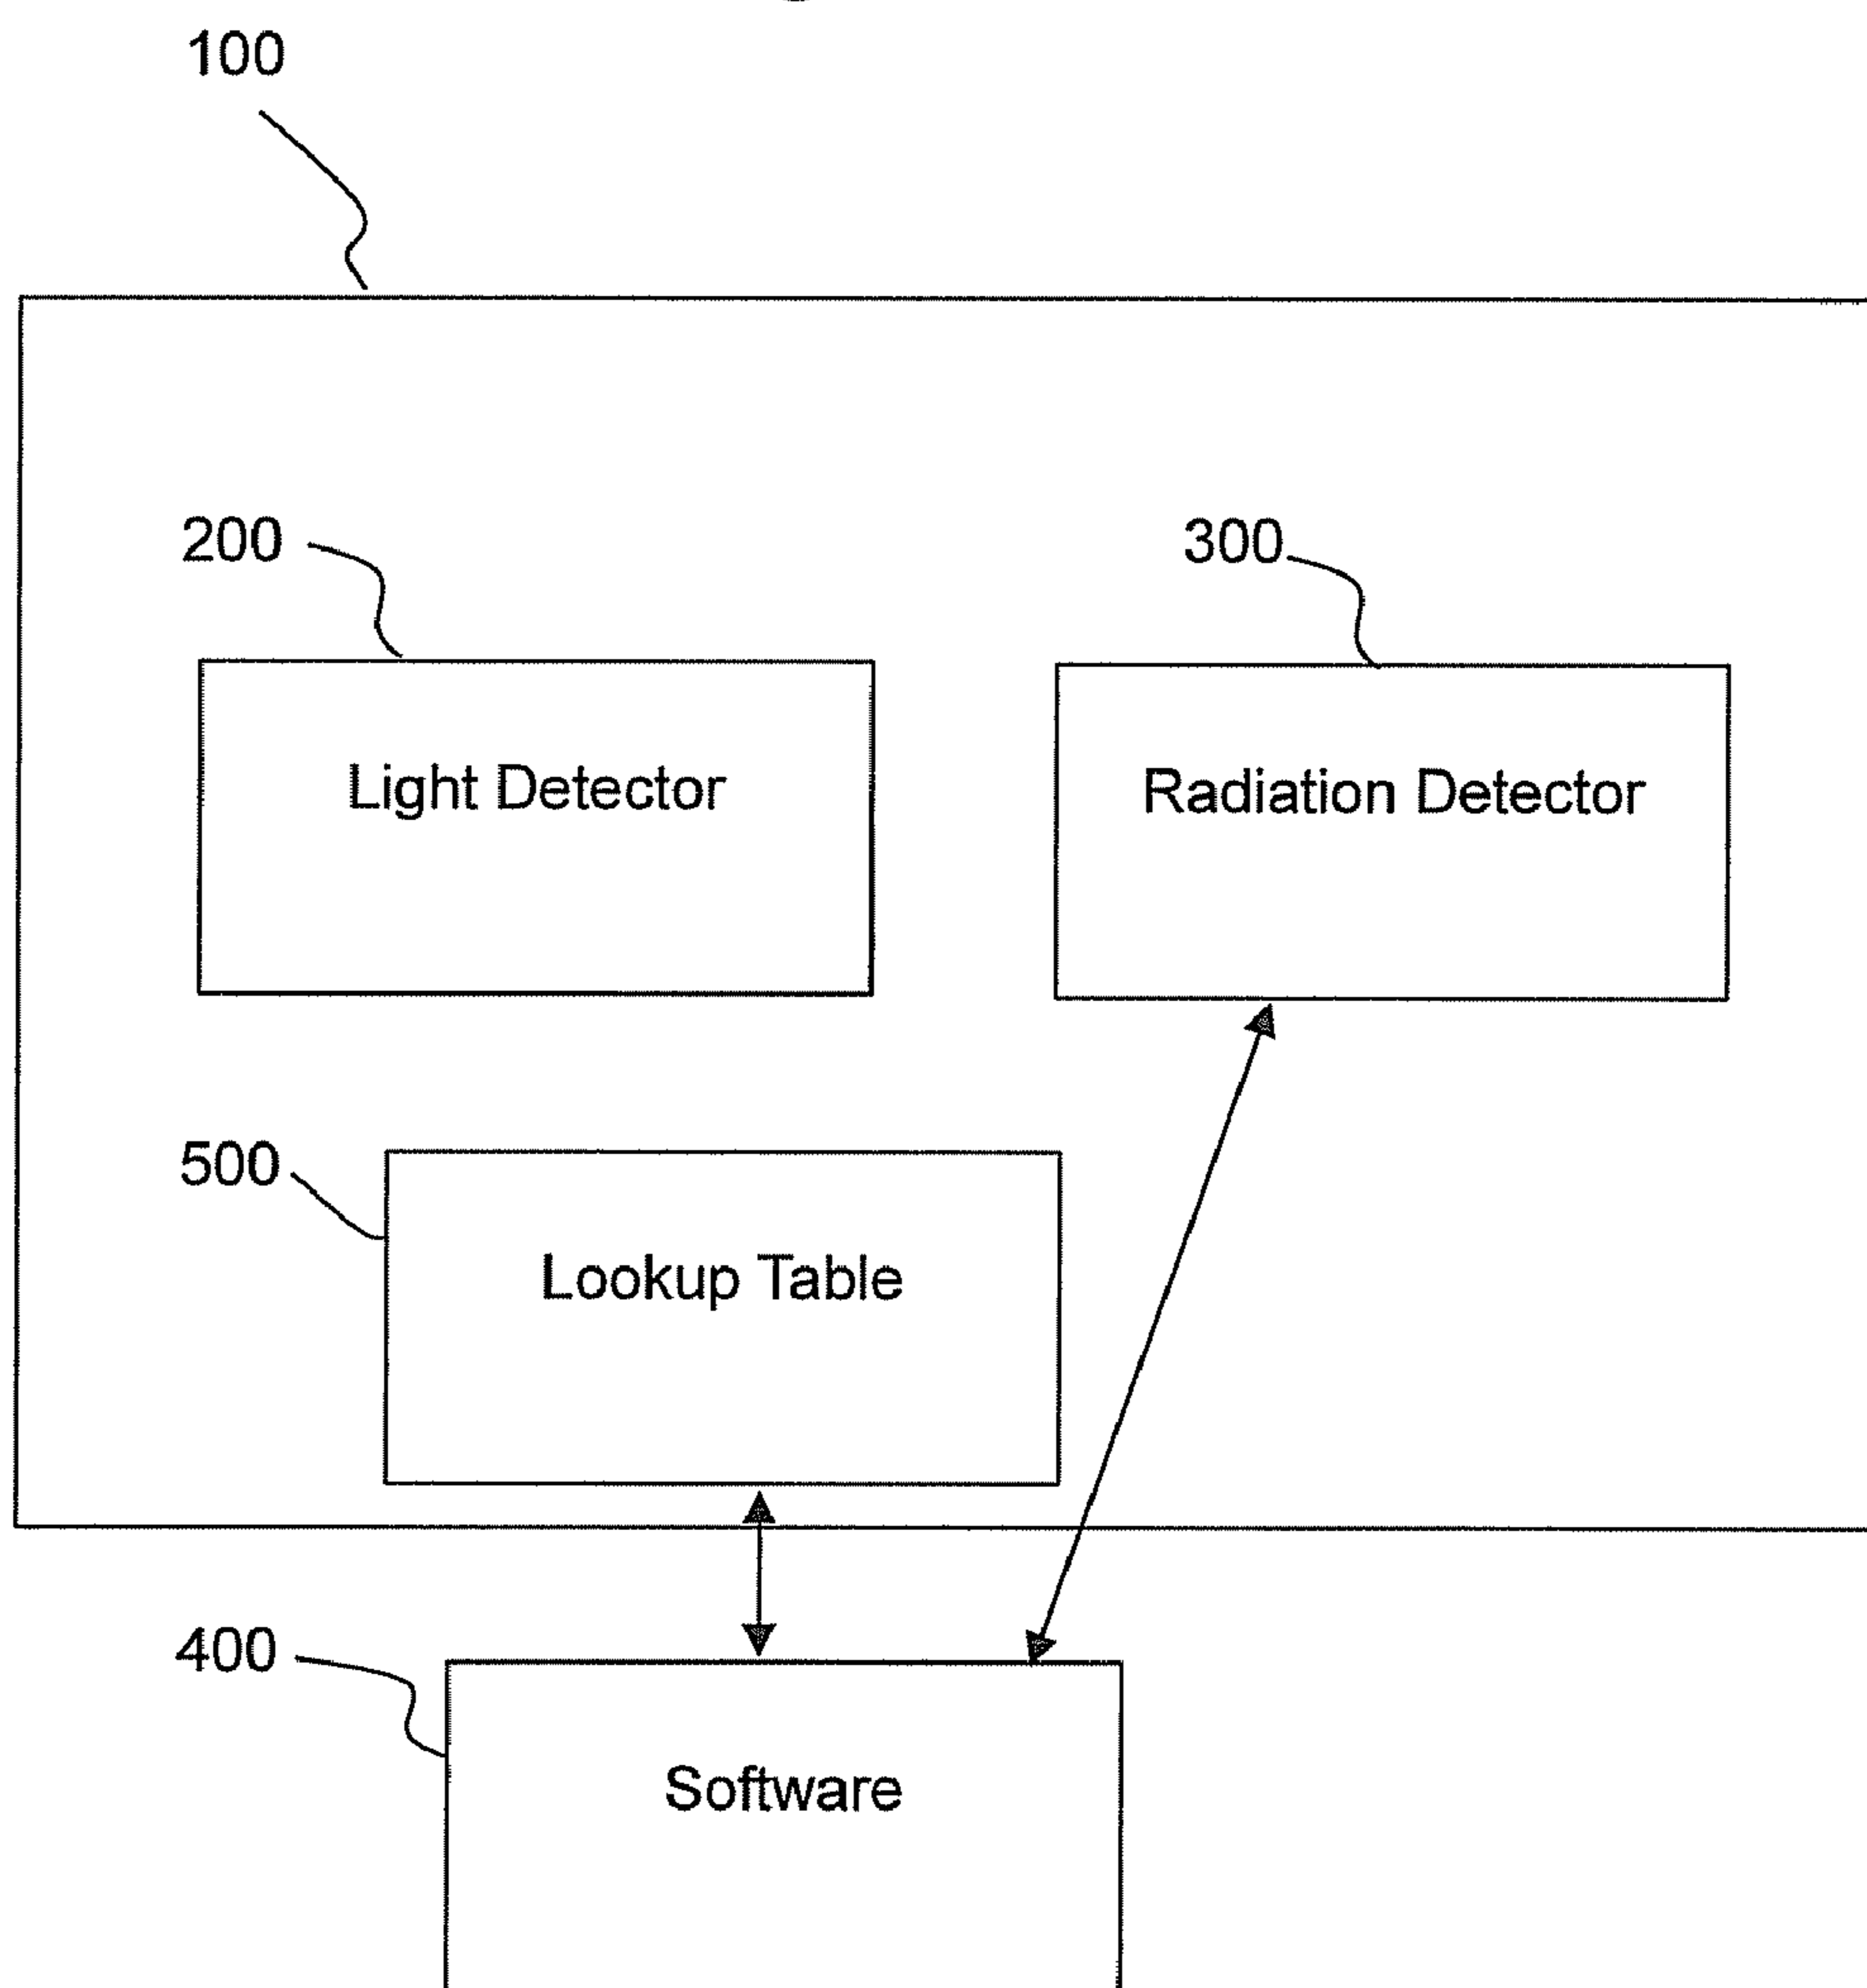 100
200
300
Light Detector
Radiation Detector
500
Lookup Table
400
Software